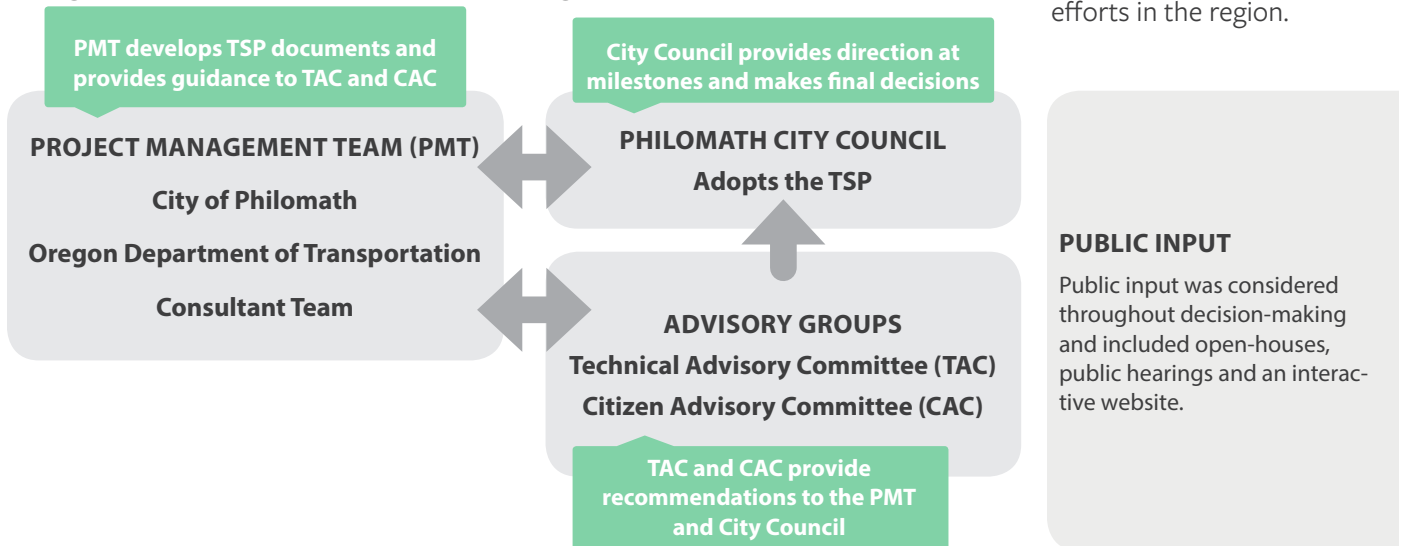 efforts in the region.
PMT develops TSP documents and
provides guidance to TAC and CAC
PROJECT MANAGEMENT TEAM (PMT)
City of Philomath
Oregon Department of Transportation
Consultant Team
City Council provides direction at
milestones and makes final decisions
PHILOMATH CITY COUNCIL
Adopts the TSP
ADVISORY GROUPS
Technical Advisory Committee (TAC)
Citizen Advisory Committee (CAC)
TAC and CAC provide
recommendations to the PMT
and City Council
PUBLIC INPUT
Public input was considered
throughout decision-making
and included open-houses,
public hearings and an interac-
tive website.